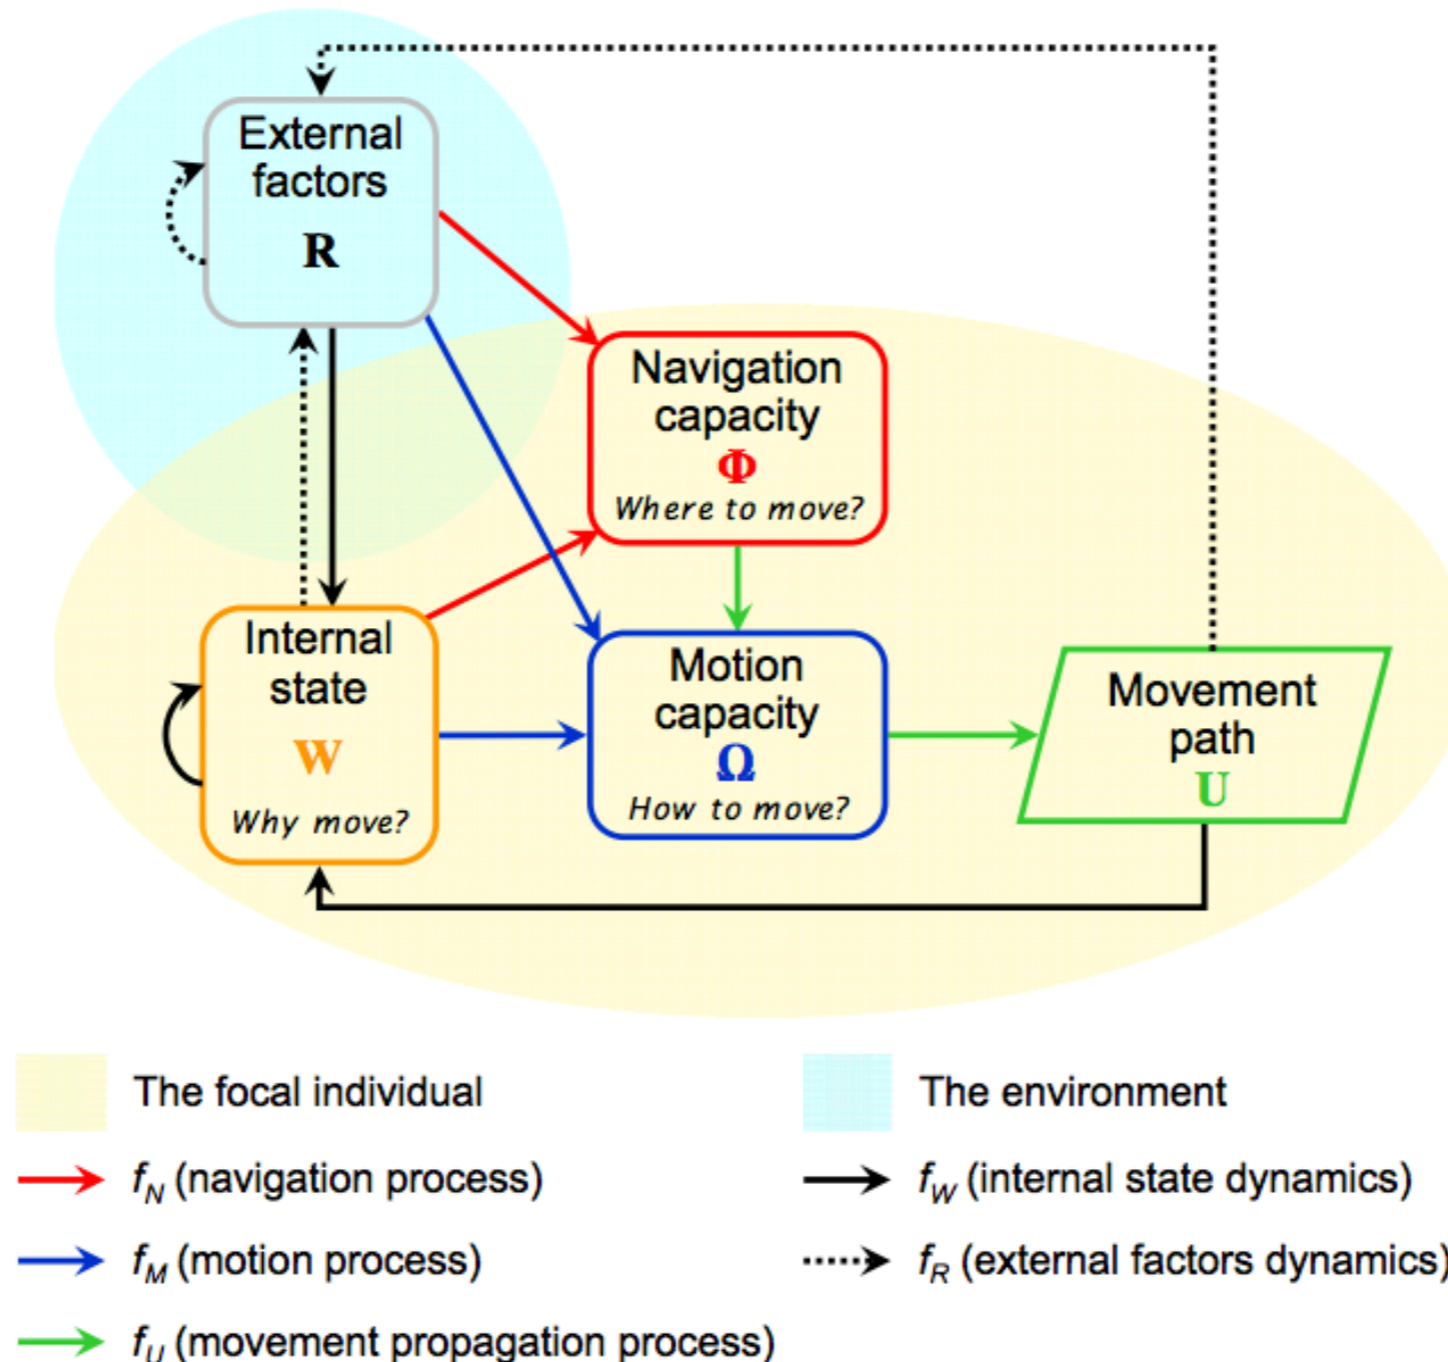 External
factors
R
Navigation
capacity
Φ
Where to move?
Internal
state
W
Why move?
Motion
capacity
Ω
How to move?
Movement
path
U
The focal individual
The environment
f_N (navigation process)
f_W (internal state dynamics)
f_M (motion process)
f_R (external factors dynamics)
f_U (movement propagation process)